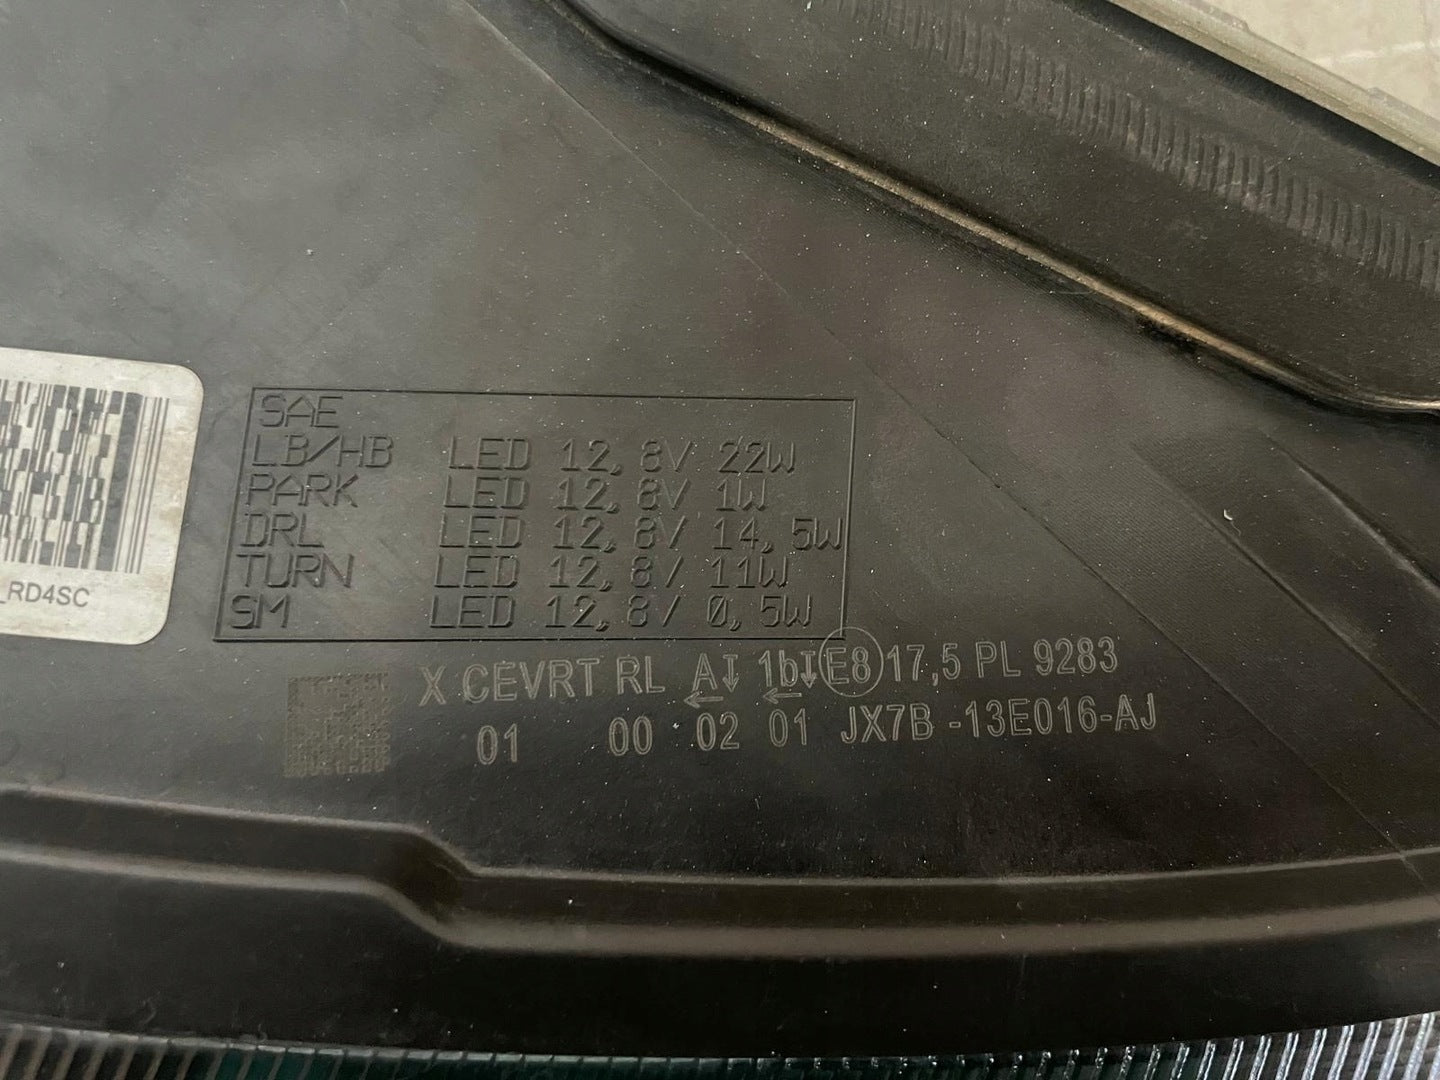 SAE
LB/HB LED 12,8V 22W
PARK LED 12,8V 1W
DRL LED 12,8V 14,5W
TURN LED 12,8V 11W
SM LED 12,8V 0,5W
_RD4SC
X CEVRT RL A↧ 1b↧ E8 17,5 PL 9283
← ←
01 00 02 01 JX7B -13E016-AJ